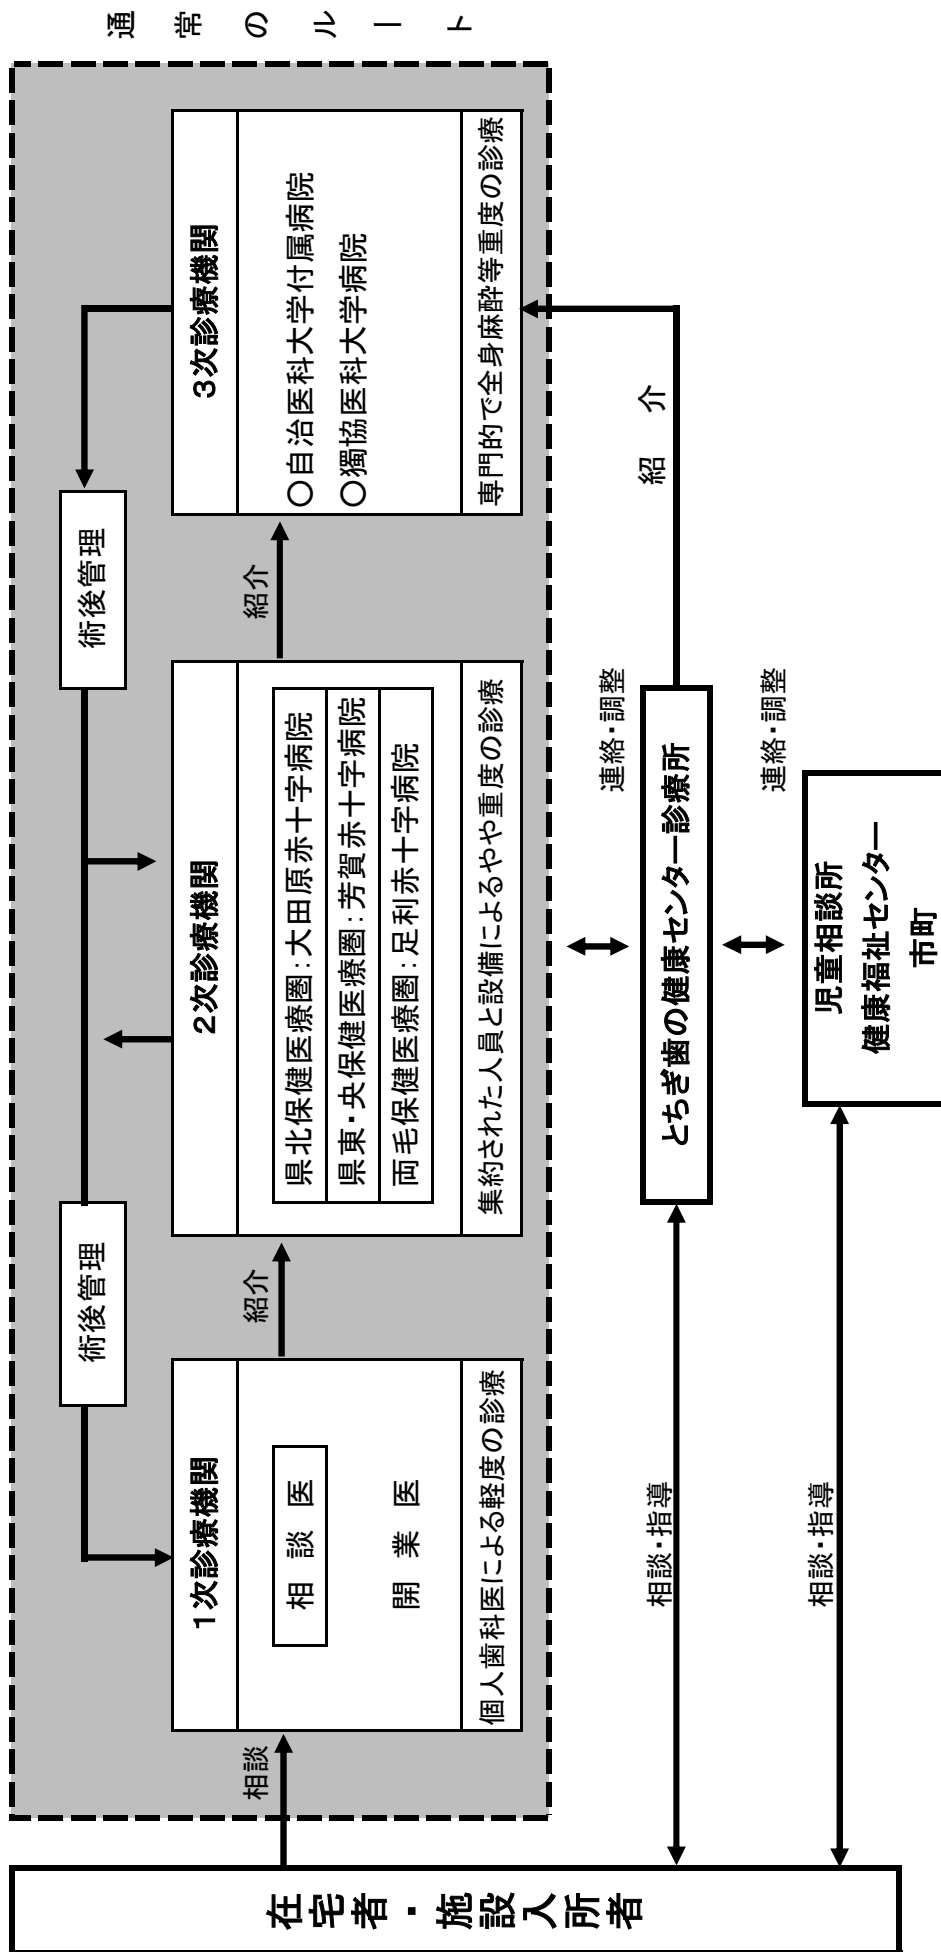 通常のルート
在宅者・施設入所者
相談
1次診療機関
相談医
開業医
個人歯科医による軽度の診療
紹介
術後管理
2次診療機関
県北保健医療圏：大田原赤十字病院
県東・央保健医療圏：芳賀赤十字病院
両毛保健医療圏：足利赤十字病院
集約された人員と設備によるやや重度の診療
紹介
術後管理
3次診療機関
○自治医科大学付属病院
○獨協医科大学病院
専門的で全身麻酔等重度の診療
相談・指導
とちぎ歯の健康センター診療所
連絡・調整
紹介
相談・指導
連絡・調整
児童相談所
健康福祉センター
市町